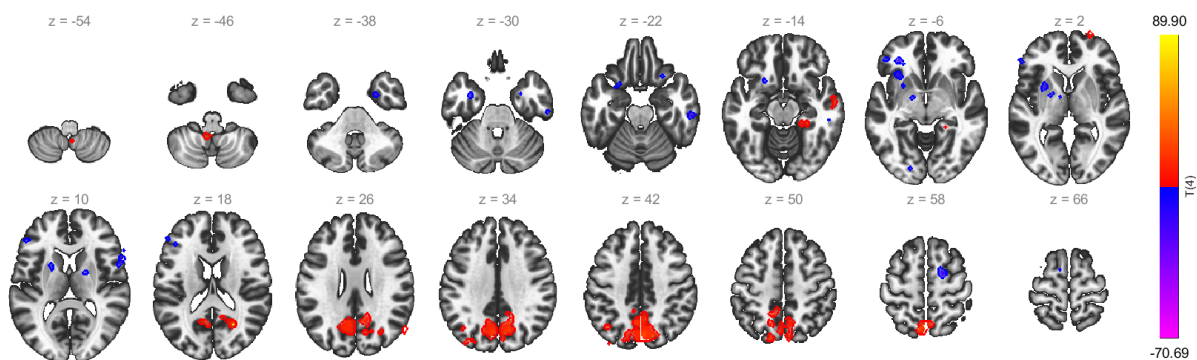 z = -54 z = -46 z = -38 z = -30 z = -22 z = -14 z = -6 z = 2
89.90
T(4)
z = 10 z = 18 z = 26 z = 34 z = 42 z = 50 z = 58 z = 66
-70.69